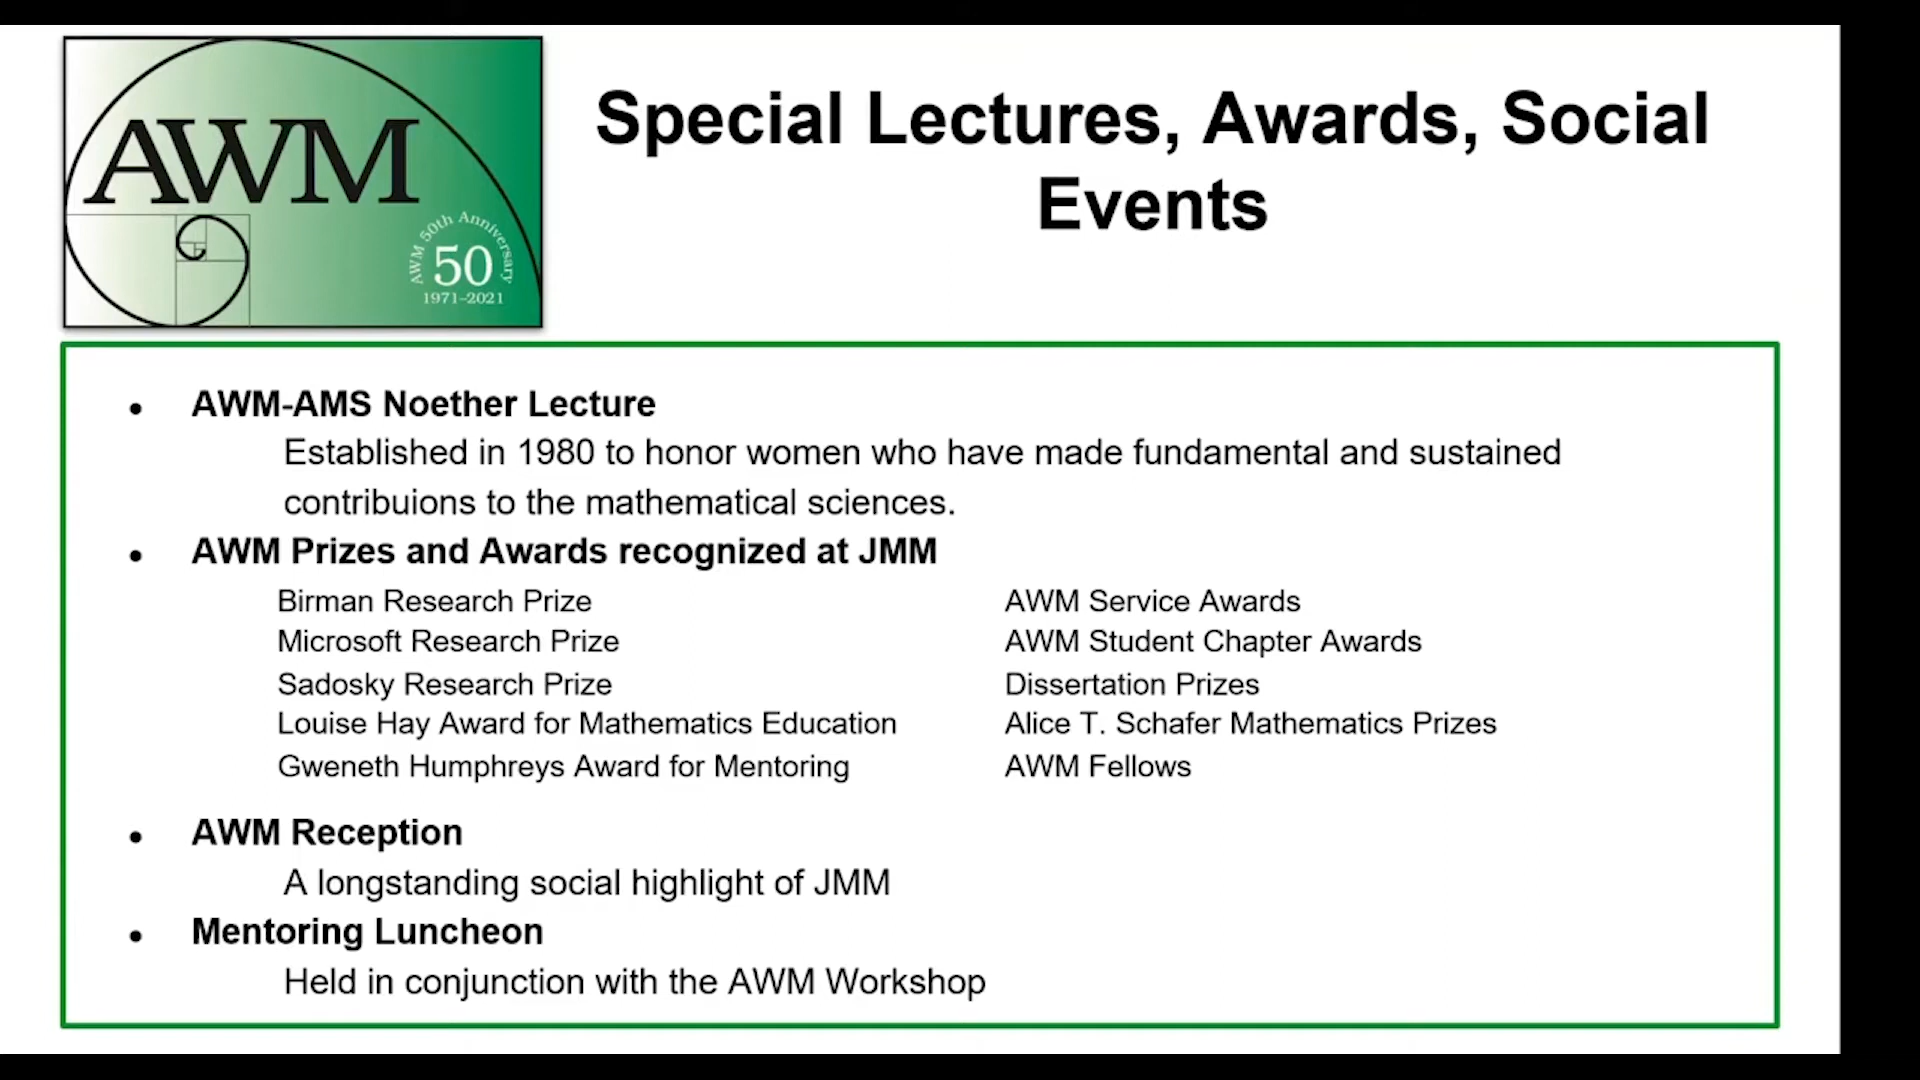 AWM
AWM 50th Anniversary
50
1971–2021
Special Lectures, Awards, Social
Events
• AWM-AMS Noether Lecture
Established in 1980 to honor women who have made fundamental and sustained
contribuions to the mathematical sciences.
• AWM Prizes and Awards recognized at JMM
Birman Research Prize
Microsoft Research Prize
Sadosky Research Prize
Louise Hay Award for Mathematics Education
Gweneth Humphreys Award for Mentoring
AWM Service Awards
AWM Student Chapter Awards
Dissertation Prizes
Alice T. Schafer Mathematics Prizes
AWM Fellows
• AWM Reception
A longstanding social highlight of JMM
• Mentoring Luncheon
Held in conjunction with the AWM Workshop